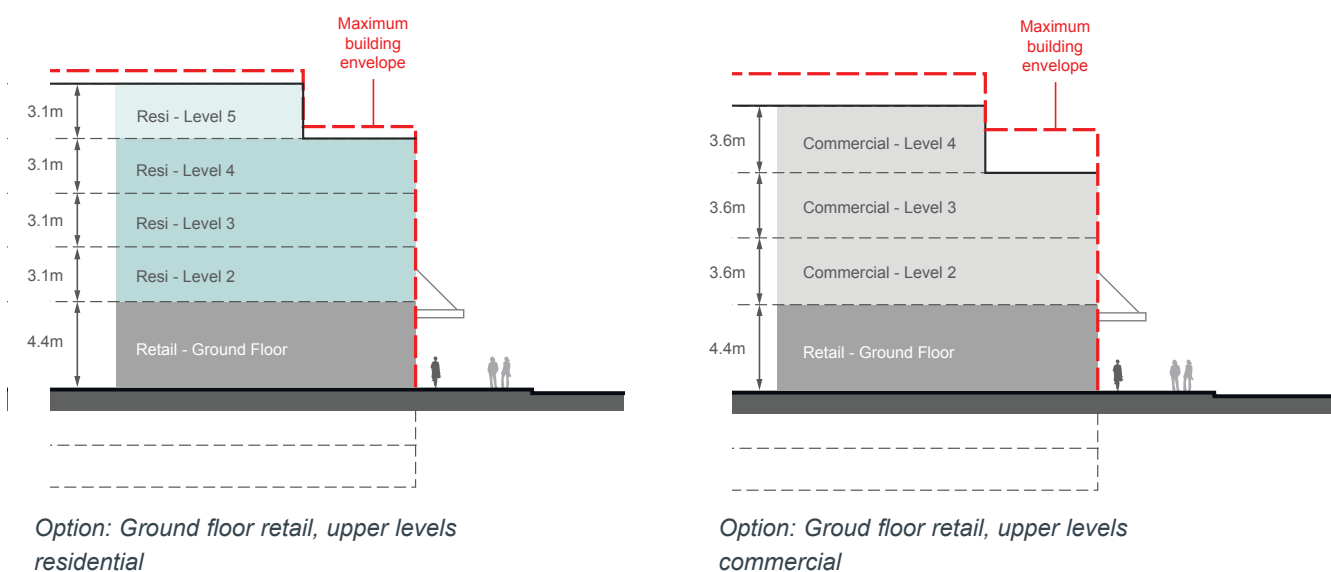 Maximum
building
envelope
3.1m
Resi - Level 5
3.1m
Resi - Level 4
3.1m
Resi - Level 3
3.1m
Resi - Level 2
4.4m
Retail - Ground Floor
Option: Ground floor retail, upper levels
residential
Maximum
building
envelope
3.6m
Commercial - Level 4
3.6m
Commercial - Level 3
3.6m
Commercial - Level 2
4.4m
Retail - Ground Floor
Option: Groud floor retail, upper levels
commercial